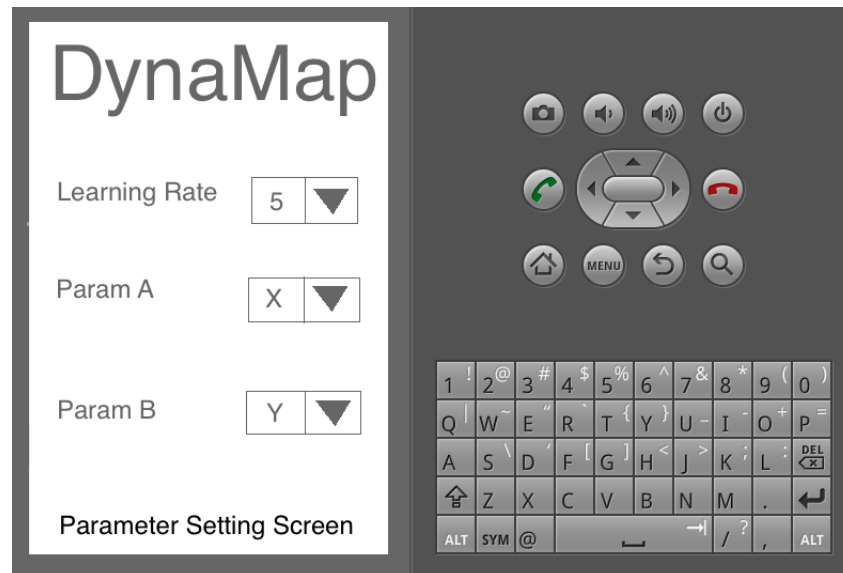 DynaMap
Learning Rate 5
Param A X
Param B Y
Parameter Setting Screen
MENU
1 ! 2 @ 3 # 4 $ 5 % 6 ^ 7 & 8 * 9 ( 0 )
Q | W ~ E “ R ` T { Y } U _ I - O + P =
A S \ D ‘ F [ G ] H < J > K ; L : DEL
Z X C V B N M .
ALT SYM @ / ? , ALT